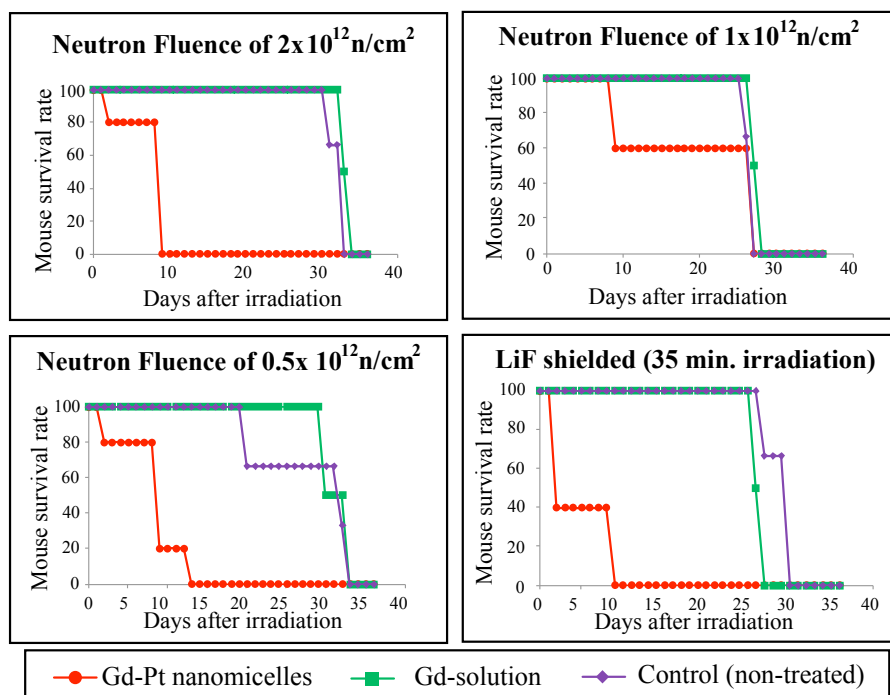 Neutron Fluence of 2x 10¹²n/cm²
Mouse survival rate
100
80
60
40
20
0
0 10 20 30 40
Days after irradiation
Neutron Fluence of 1x 10¹²n/cm²
Mouse survival rate
100
80
60
40
20
0
0 10 20 30 40
Days after irradiation
Neutron Fluence of 0.5x 10¹²n/cm²
Mouse survival rate
100
80
60
40
20
0
0 5 10 15 20 25 30 35 40
Days after irradiation
LiF shielded (35 min. irradiation)
Mouse survival rate
100
80
60
40
20
0
0 5 10 15 20 25 30 35
Days after irradiation
Gd-Pt nanomicelles Gd-solution Control (non-treated)